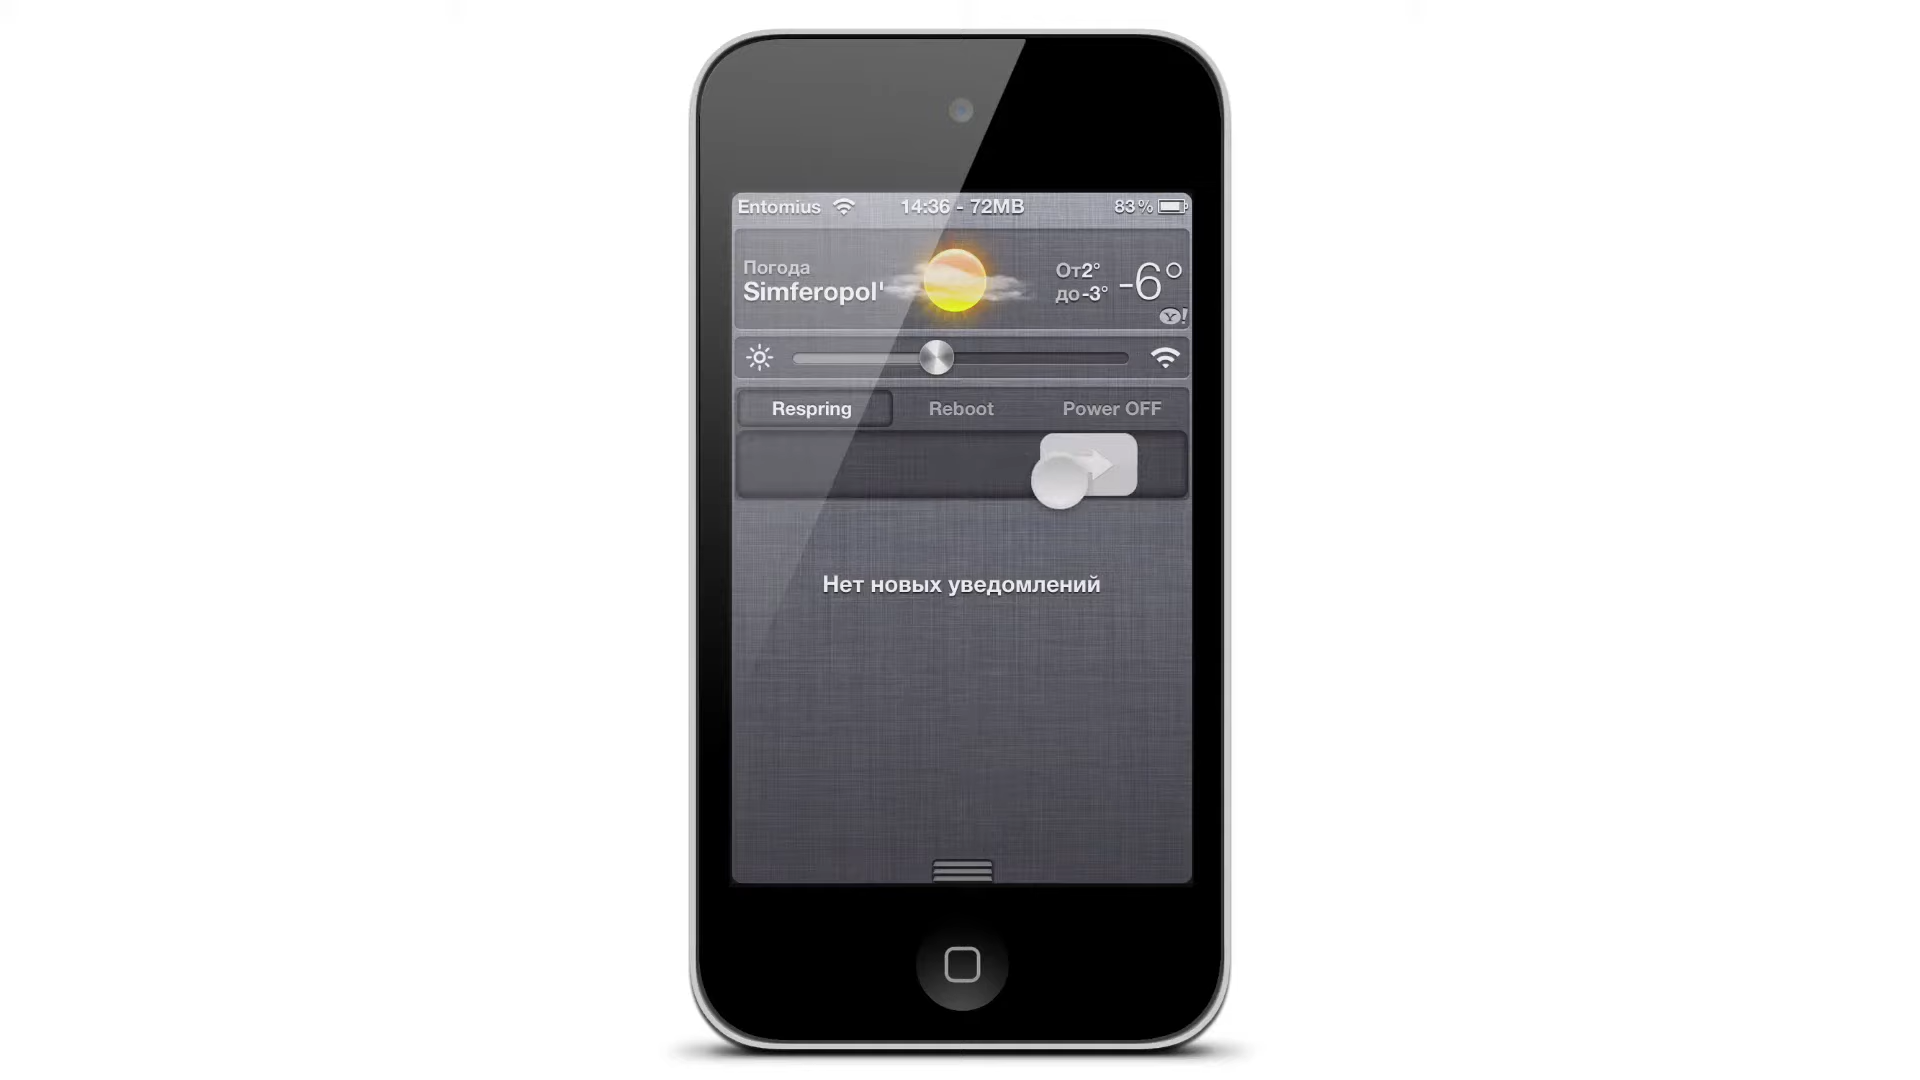 Entomius 14:36 - 72MB 83%
Погода
Simferopol'
От2°
до-3°
-6°
Y!
Respring Reboot Power OFF
Нет новых уведомлений